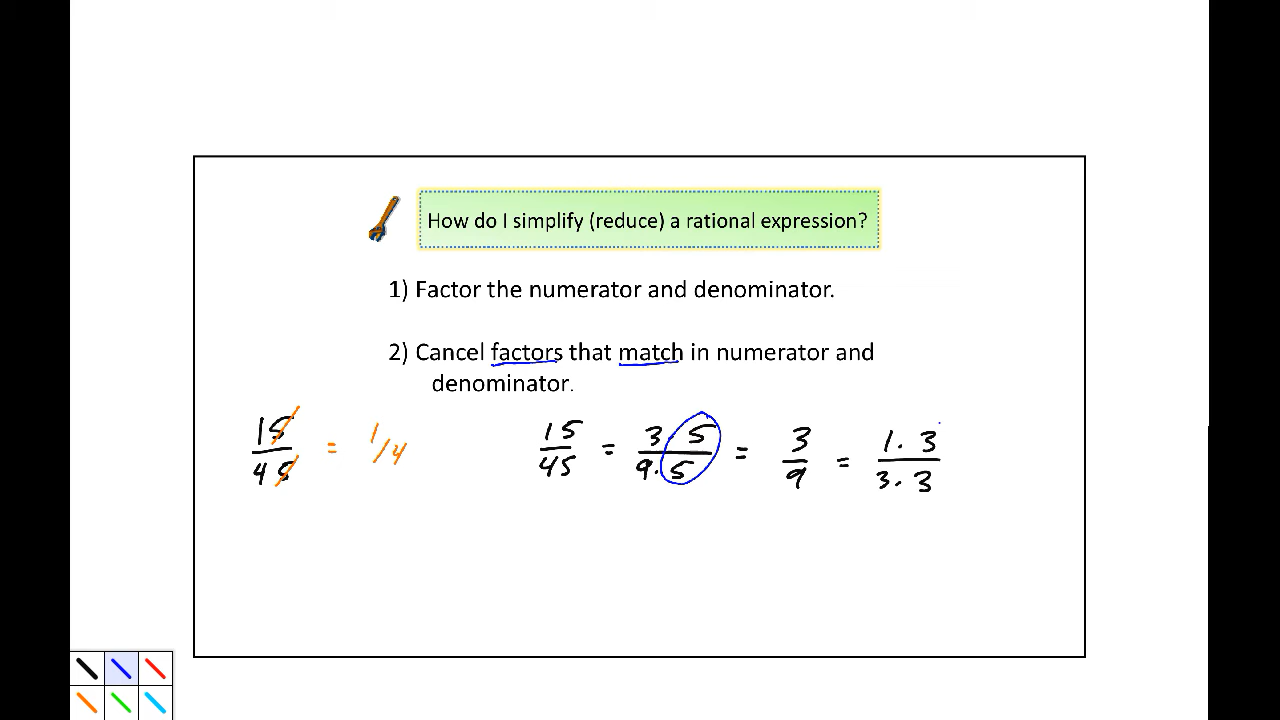 How do I simplify (reduce) a rational expression?
1) Factor the numerator and denominator.
2) Cancel factors that match in numerator and
denominator.
15/45 = 1/4
15/45 = 3·5/9·5 = 3/9 = 1·3/3·3